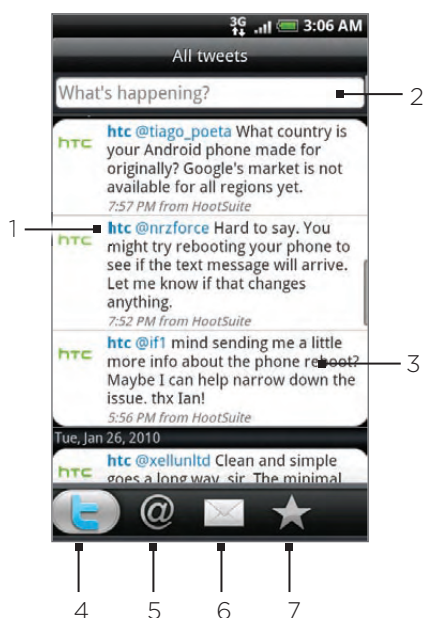 3G 3:06 AM
All tweets
What's happening?
2
hTC
htc @tiago_poeta What country is
your Android phone made for
originally? Google's market is not
available for all regions yet.
7:57 PM from HootSuite
1
hTC
htc @nrzforce Hard to say. You
might try rebooting your phone to
see if the text message will arrive.
Let me know if that changes
anything.
7:52 PM from HootSuite
hTC
htc @if1 mind sending me a little
more info about the phone reboot?
3
Maybe I can help narrow down the
issue. thx Ian!
5:56 PM from HootSuite
Tue, Jan 26, 2010
hTC
htc @xellunltd Clean and simple
goes a long way, sir. The minimal
t @
4 5 6 7